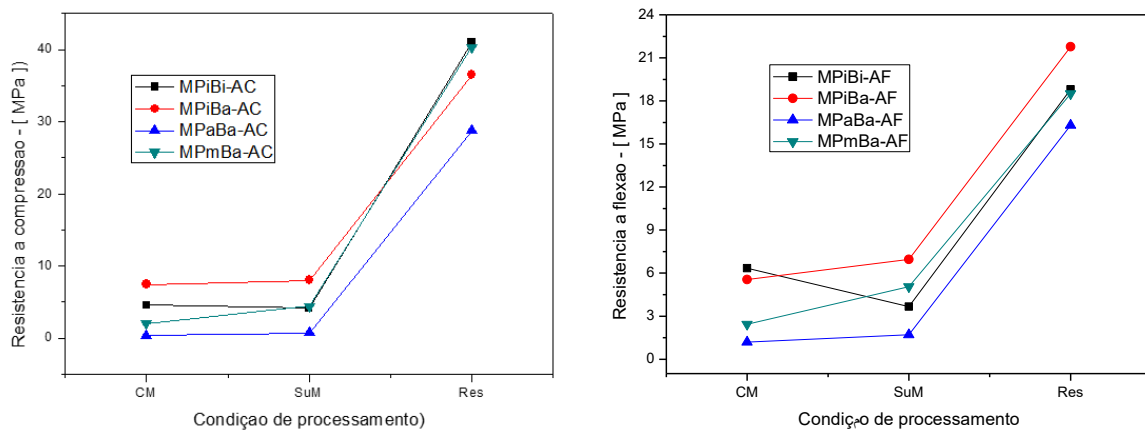 Resistencia a compressao - [ MPa ])
40
30
20
10
0
MPiBi-AC
MPiBa-AC
MPaBa-AC
MPmBa-AC
CM SuM Res
Condiçao de processamento)
Resistencia a flexao - [ MPa ]
24
21
18
15
12
9
6
3
0
MPiBi-AF
MPiBa-AF
MPaBa-AF
MPmBa-AF
CM SuM Res
Condição de processamento